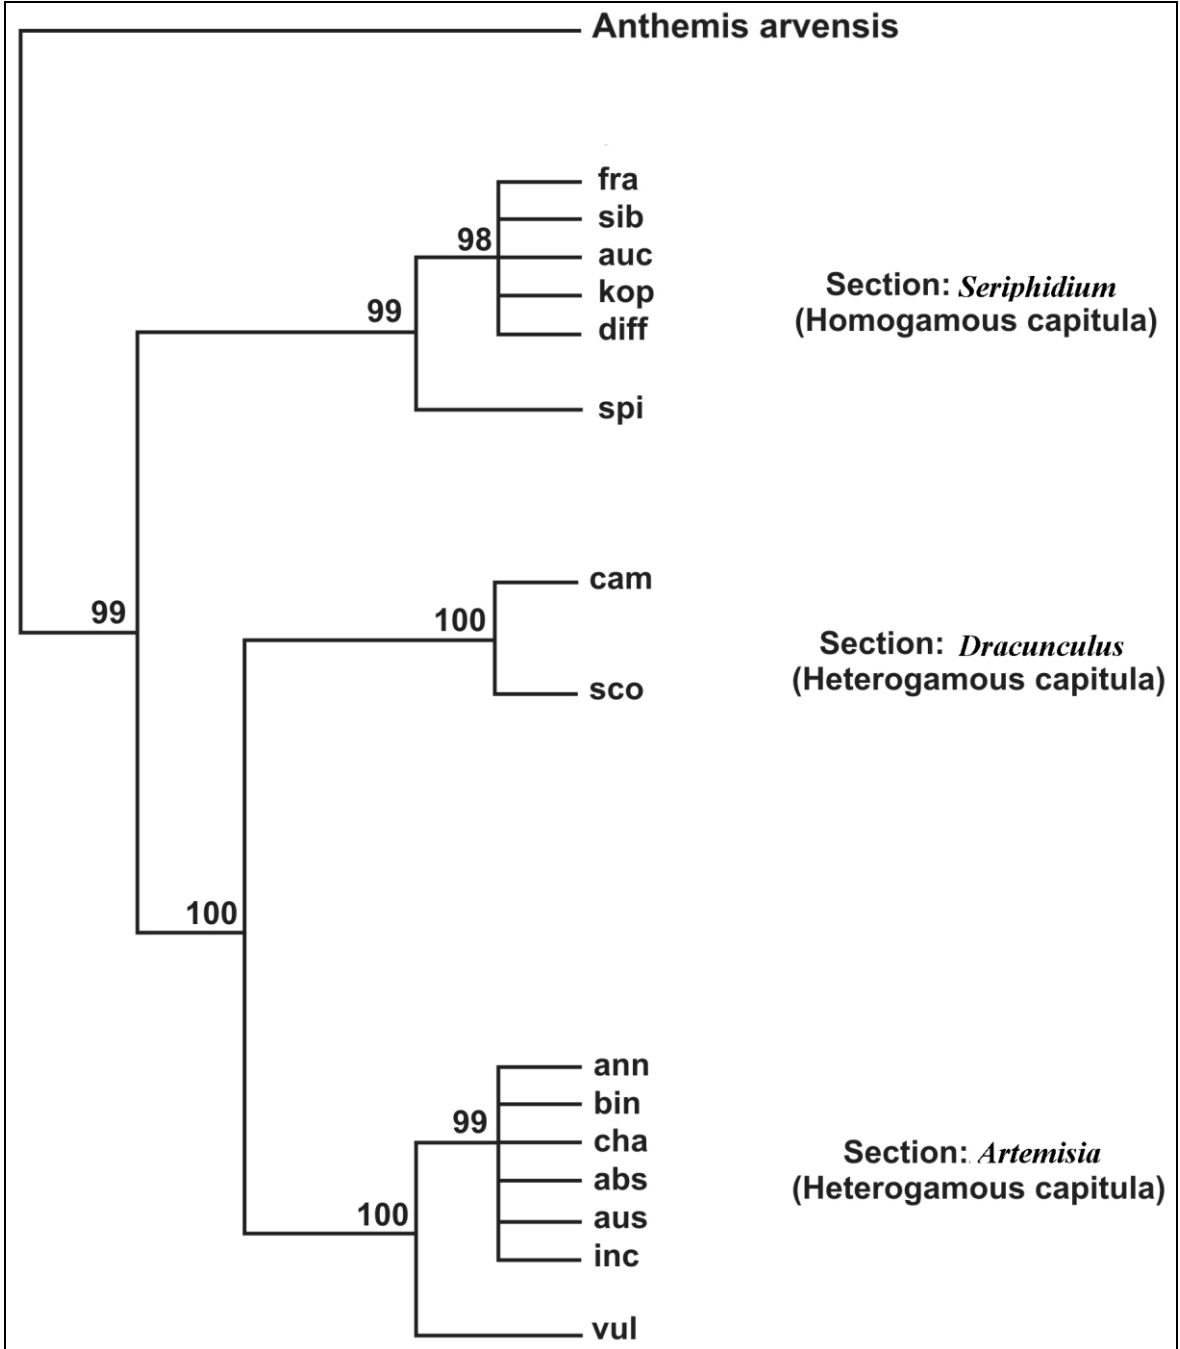 Anthemis arvensis
fra
sib
98
auc
kop
diff
99
Section: Seriphidium
(Homogamous capitula)
spi
cam
99
100
sco
Section: Dracunculus
(Heterogamous capitula)
100
ann
bin
99
cha
abs
aus
inc
Section: Artemisia
(Heterogamous capitula)
100
vul